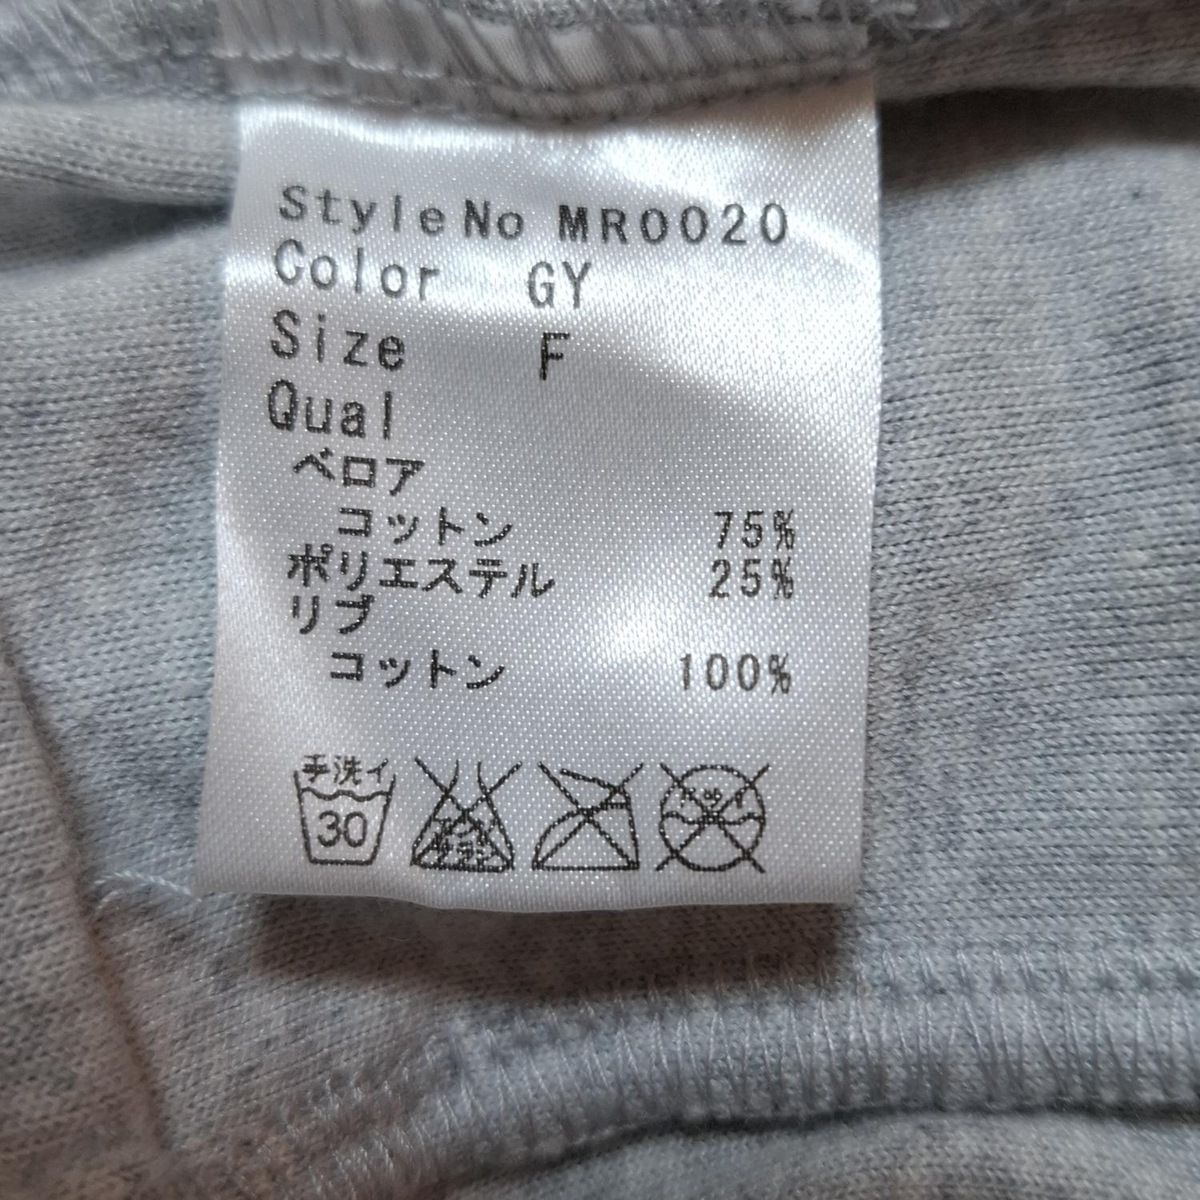 StyleNo MR0020
Color GY
Size F
Qual
ベロア
コットン 75%
ポリエステル 25%
リブ
コットン 100%
手洗イ
30